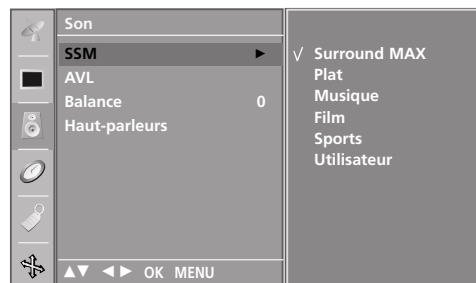 Son
SSM ►
AVL
Balance 0
Haut-parleurs
▲▼ ◄► OK MENU
√ Surround MAX
Plat
Musique
Film
Sports
Utilisateur